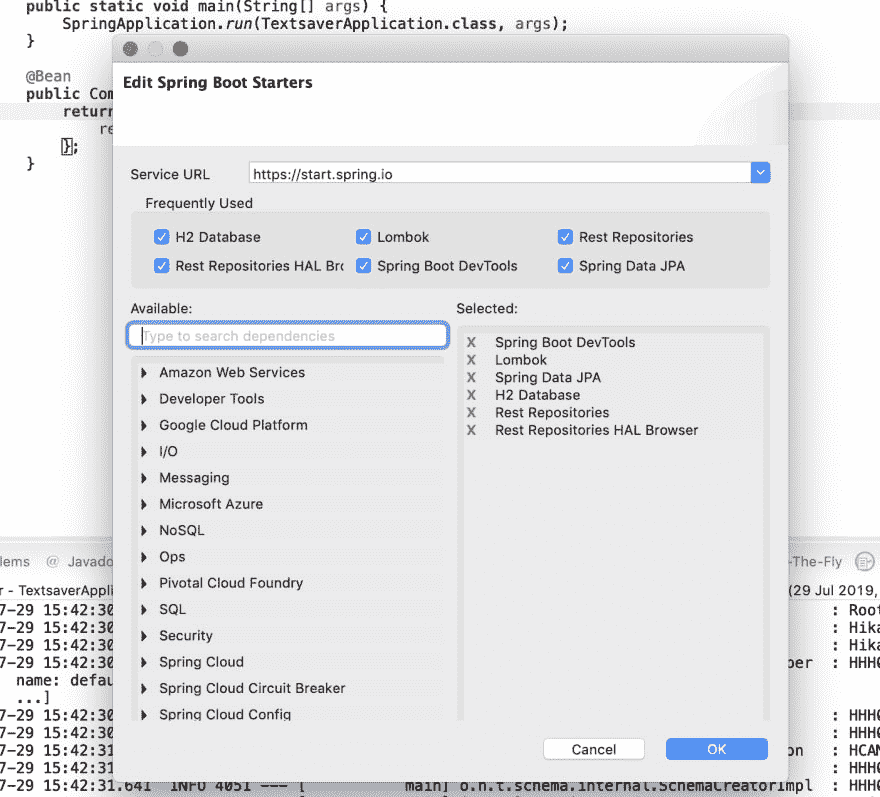 public static void main(String[] args) {
SpringApplication.run(TextsaverApplication.class, args);
}
@Bean
public Com
return
re
};
}
Edit Spring Boot Starters
Service URL https://start.spring.io
Frequently Used
H2 Database Lombok Rest Repositories
Rest Repositories HAL Brc Spring Boot DevTools Spring Data JPA
Available: Selected:
Type to search dependencies
X Spring Boot DevTools
X Lombok
X Spring Data JPA
X H2 Database
X Rest Repositories
X Rest Repositories HAL Browser
Amazon Web Services
Developer Tools
Google Cloud Platform
I/O
Messaging
Microsoft Azure
NoSQL
Ops
Pivotal Cloud Foundry
SQL
Security
Spring Cloud
Spring Cloud Circuit Breaker
Spring Cloud Config
Cancel OK
lems @ Javado -The-Fly
r - TextsaverAppli (29 Jul 2019,
7-29 15:42:30 : Root
7-29 15:42:30 : Hika
7-29 15:42:30 : Hika
7-29 15:42:30 per : HHH0
name: defau
...]
7-29 15:42:30 : HHH0
7-29 15:42:30 : HHH0
7-29 15:42:31 on : HCAN
7-29 15:42:31 : HHH0
7-29 15:42:31.641 INFO 4051 --- [ main] o.h.t.schema.internal.SchemaCreatorImpl : HHH0